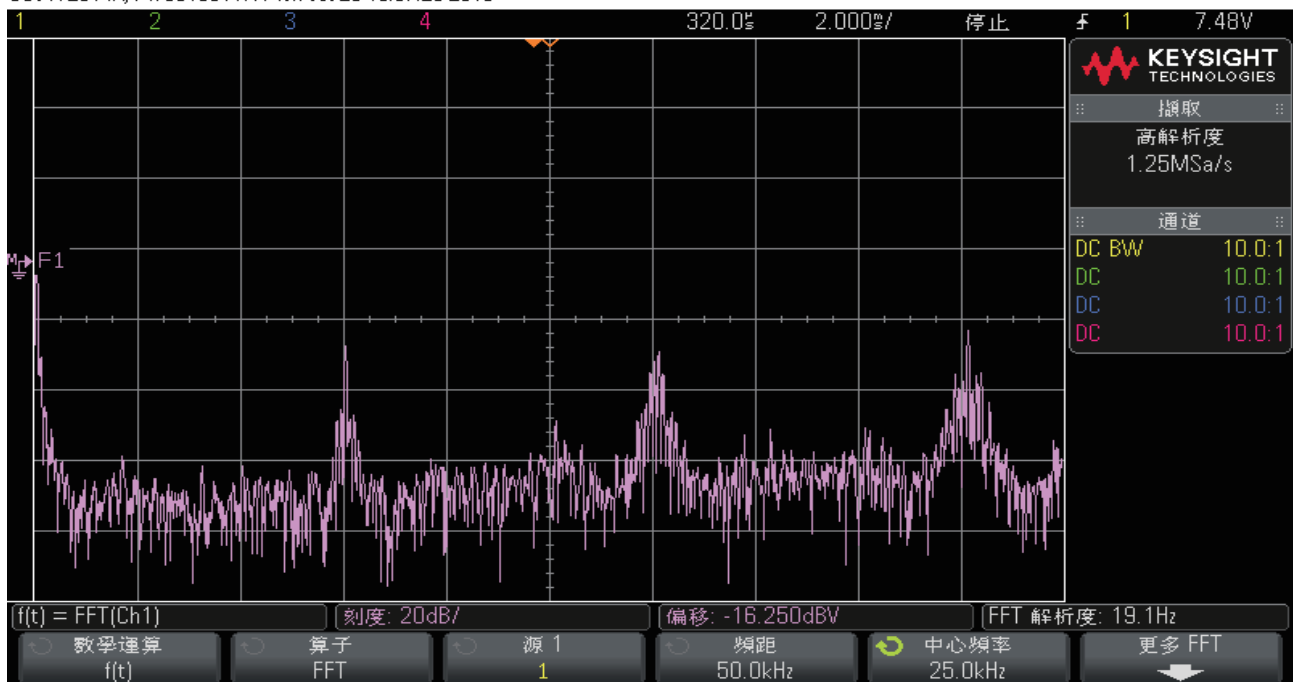 1 2 3 4 320.0 2.000 / 停止 1 7.48V
KEYSIGHT
TECHNOLOGIES
擷取
高解析度
1.25MSa/s
通道
DC BW 10.0:1
DC 10.0:1
DC 10.0:1
DC 10.0:1
M F1
f(t) = FFT(Ch1) 刻度: 20dB/ 偏移: -16.250dBV FFT 解析度: 19.1Hz
數學運算 算子 源 1 頻距 中心頻率 更多 FFT
f(t) FFT 1 50.0kHz 25.0kHz